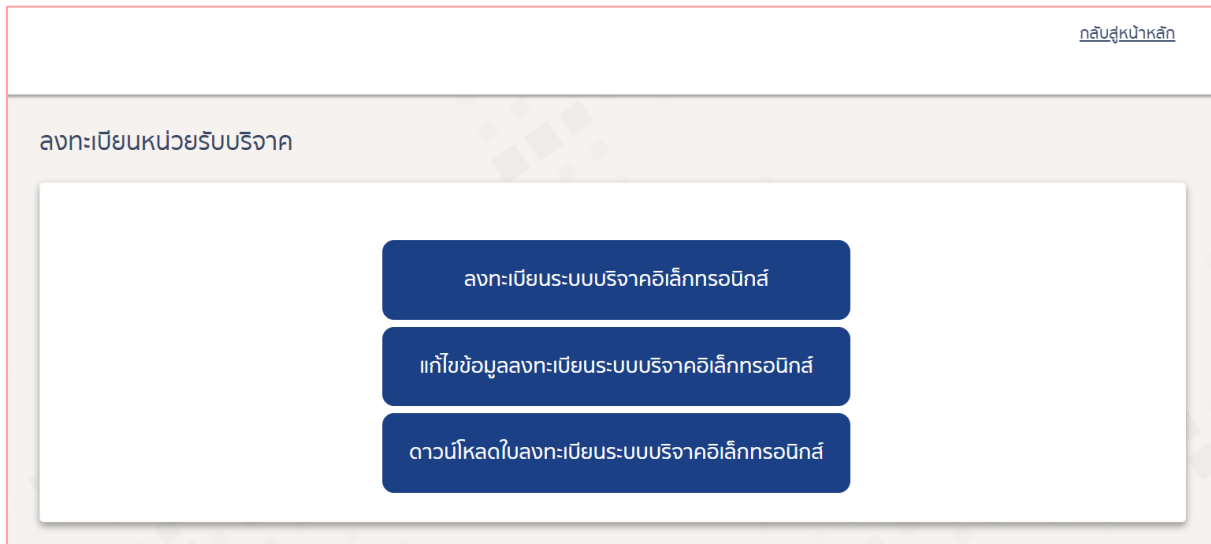 กลับสู่หน้าหลัก
ลงทะเบียนหน่วยรับบริจาค
ลงทะเบียนระบบบริจาคอิเล็กทรอนิกส์
แก้ไขข้อมูลลงทะเบียนระบบบริจาคอิเล็กทรอนิกส์
ดาวน์โหลดใบลงทะเบียนระบบบริจาคอิเล็กทรอนิกส์